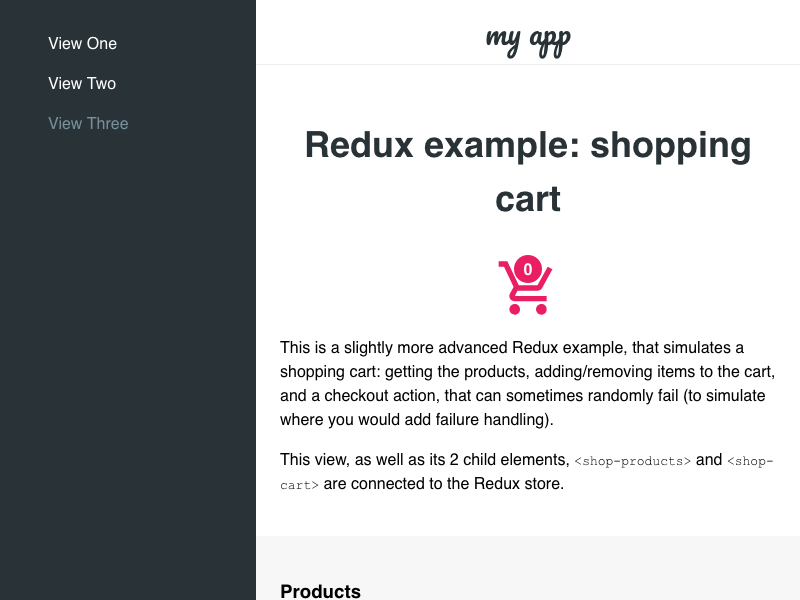 View One
View Two
View Three
my app
Redux example: shopping
cart
0
This is a slightly more advanced Redux example, that simulates a
shopping cart: getting the products, adding/removing items to the cart,
and a checkout action, that can sometimes randomly fail (to simulate
where you would add failure handling).
This view, as well as its 2 child elements, <shop-products> and <shop-
cart> are connected to the Redux store.
Products